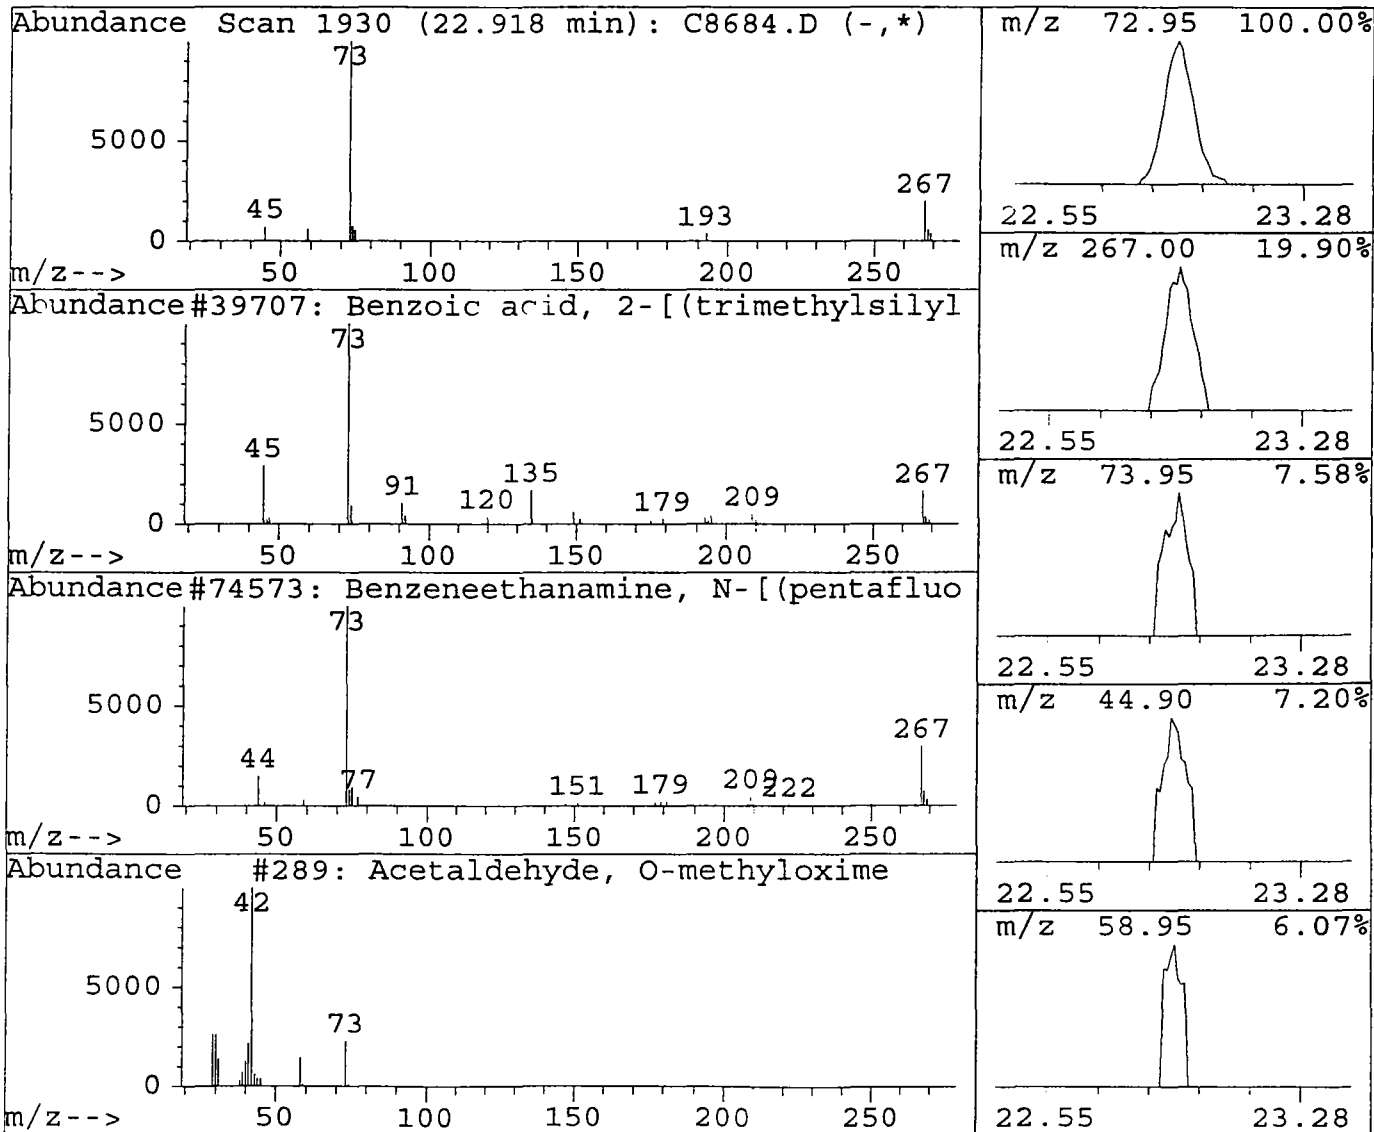 Abundance Scan 1930 (22.918 min): C8684.D (-,*)
73
5000
267
45
193
0
50 100 150 200 250
m/z-->
Abundance #39707: Benzoic acid, 2-[(trimethylsilyl
73
5000
45
135
267
91
120
179
209
0
50 100 150 200 250
m/z-->
Abundance #74573: Benzeneethanamine, N-[(pentafluo
73
5000
267
44
77
151 179 209 222
0
50 100 150 200 250
m/z-->
Abundance #289: Acetaldehyde, O-methyloxime
42
5000
73
0
50 100 150 200 250
m/z-->
m/z 72.95 100.00%
22.55 23.28
m/z 267.00 19.90%
22.55 23.28
m/z 73.95 7.58%
22.55 23.28
m/z 44.90 7.20%
22.55 23.28
m/z 58.95 6.07%
22.55 23.28